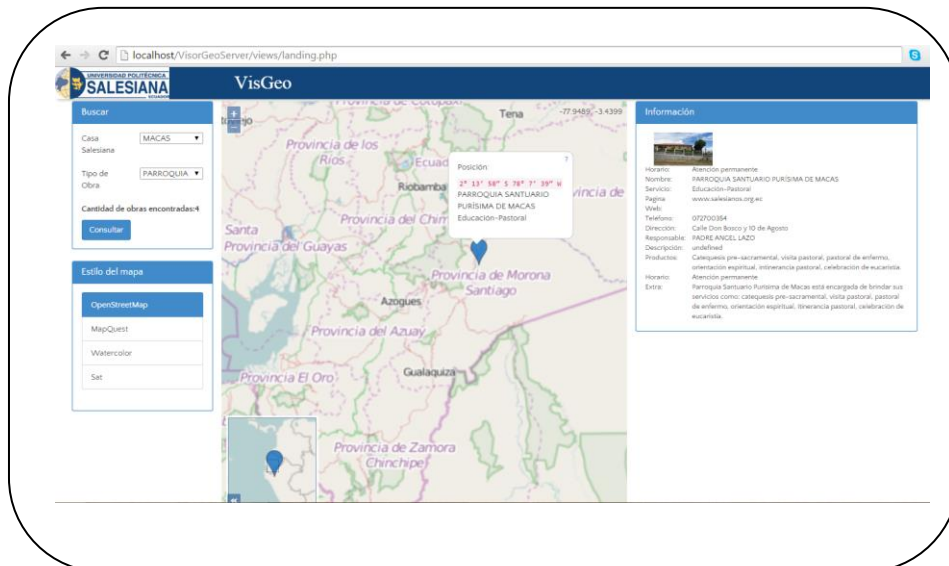 localhost/VisorGeoServer/views/landing.php
UNIVERSIDAD POLITÉCNICA
SALESIANA
ECUADOR
VisGeo
Buscar
Casa Salesiana
MACAS
Tipo de Obra
PARROQUIA
Cantidad de obras encontradas:4
Consultar
Estilo del mapa
OpenStreetMap
MapQuest
Watercolor
Sat
+
−
Provincia de Cotopaxi
Tena
-77.9489, -3.4399
Provincia de los
Ríos
Ecuad
Riobamba
vincia de
Provincia del Chim
Santa
Provincia del Guayas
Provincia de Morona
Santiago
Azogues
Provincia del Azuay
Gualaquiza
Provincia El Oro
Provincia de Zamora
Chinchipe
Posición
2° 13' 58" S 78° 7' 39" W
PARROQUIA SANTUARIO
PURÍSIMA DE MACAS
Educación-Pastoral
«
Información
Horario: Atención permanente
Nombre: PARROQUIA SANTUARIO PURÍSIMA DE MACAS
Servicio: Educación-Pastoral
Pagina Web: www.salesianos.org.ec
Teléfono: 072700354
Dirección: Calle Don Bosco y 10 de Agosto
Responsable: PADRE ANGEL LAZO
Descripción: undefined
Productos: Catequesis pre-sacramental, visita pastoral, pastoral de enfermo,
orientación espiritual, intinerancia pastoral, celebración de eucaristía.
Horario: Atención permanente
Extra: Parroquia Santuario Purísima de Macas está encargada de brindar sus
servicios como: catequesis pre-sacramental, visita pastoral, pastoral
de enfermo, orientación espiritual, itinerancia pastoral, celebración de
eucaristía.